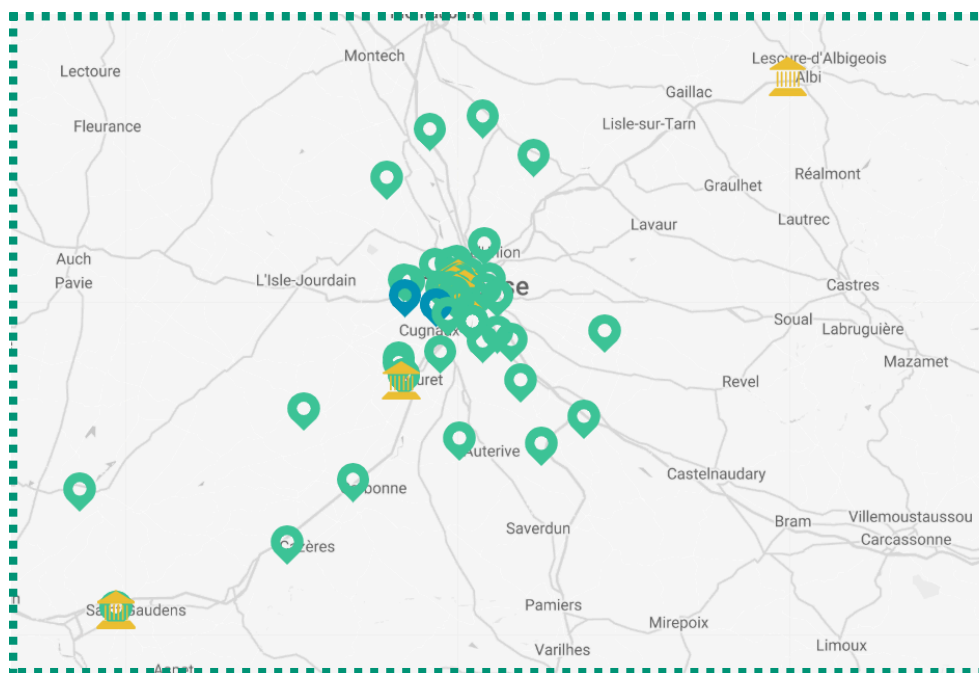 Montech
Lescure-d'Albigeois
Albi
Lectoure
Gaillac
Fleurance
Lisle-sur-Tarn
Graulhet
Réalmont
Lautrec
Lavaur
Auch
Pavie
L'Isle-Jourdain
Castres
Soual
Labruguière
Cugnaux
Mazamet
Revel
Auterive
Castelnaudary
Saverdun
Bram
Villemoustaussou
Carcassonne
Cazères
Pamiers
Mirepoix
Varilhes
Limoux